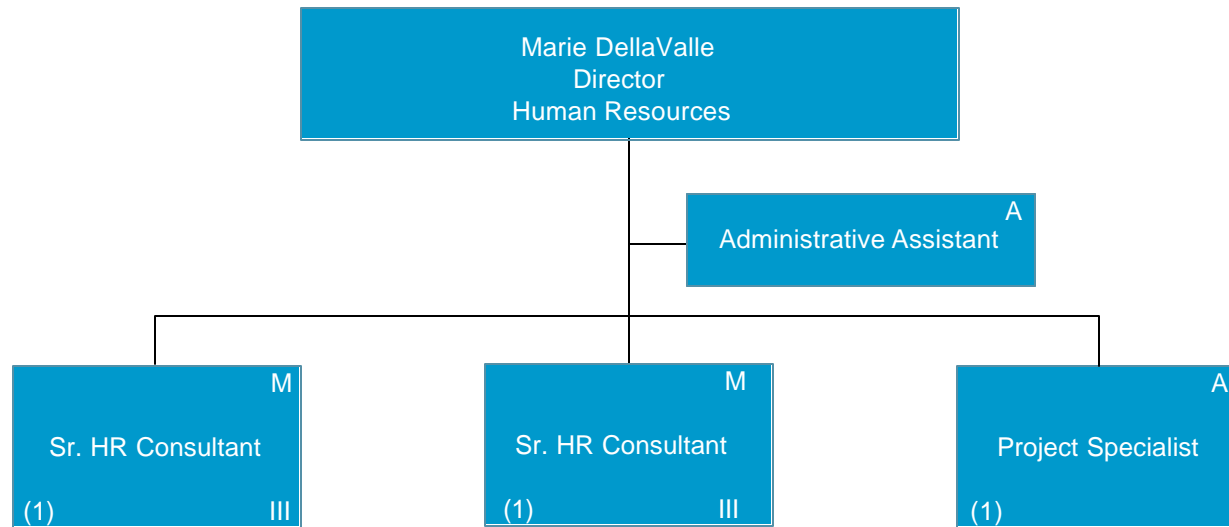 Marie DellaValle
Director
Human Resources
A
Administrative Assistant
M
Sr. HR Consultant
(1) III
M
Sr. HR Consultant
(1) III
A
Project Specialist
(1)